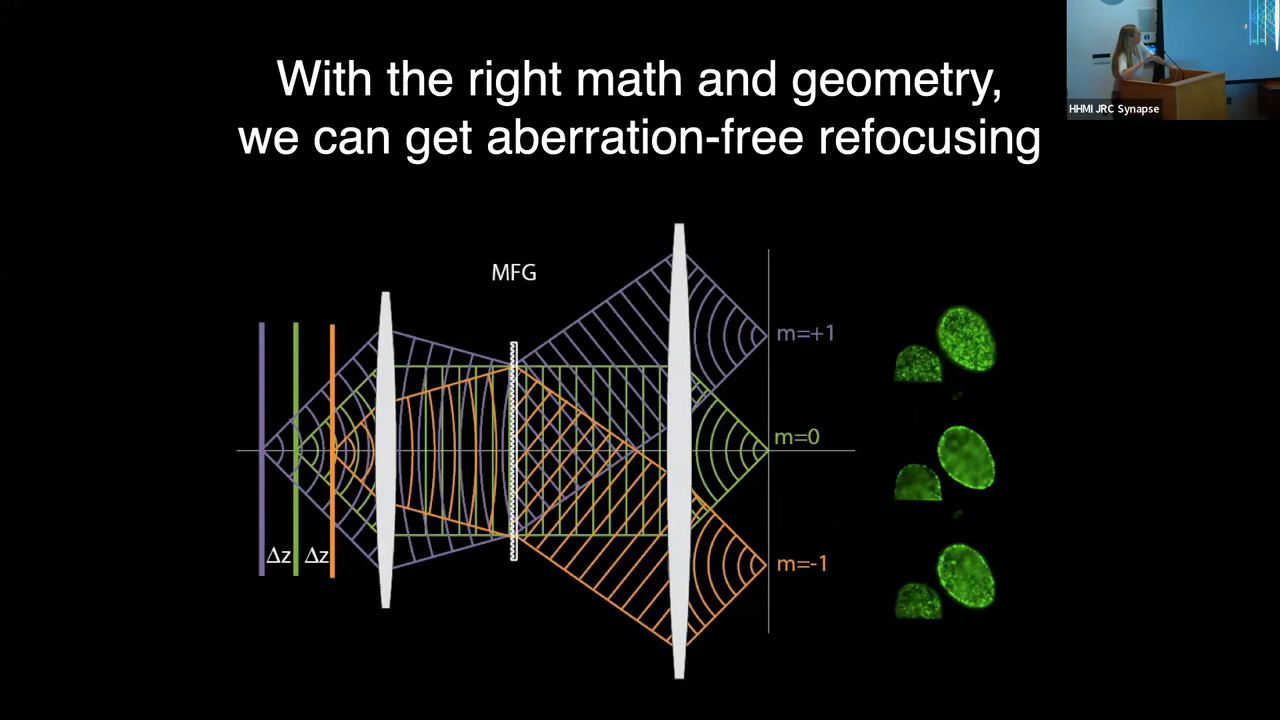 With the right math and geometry,
we can get aberration-free refocusing
HHMI JRC Synapse
MFG
m=+1
m=0
m=-1
Δz Δz